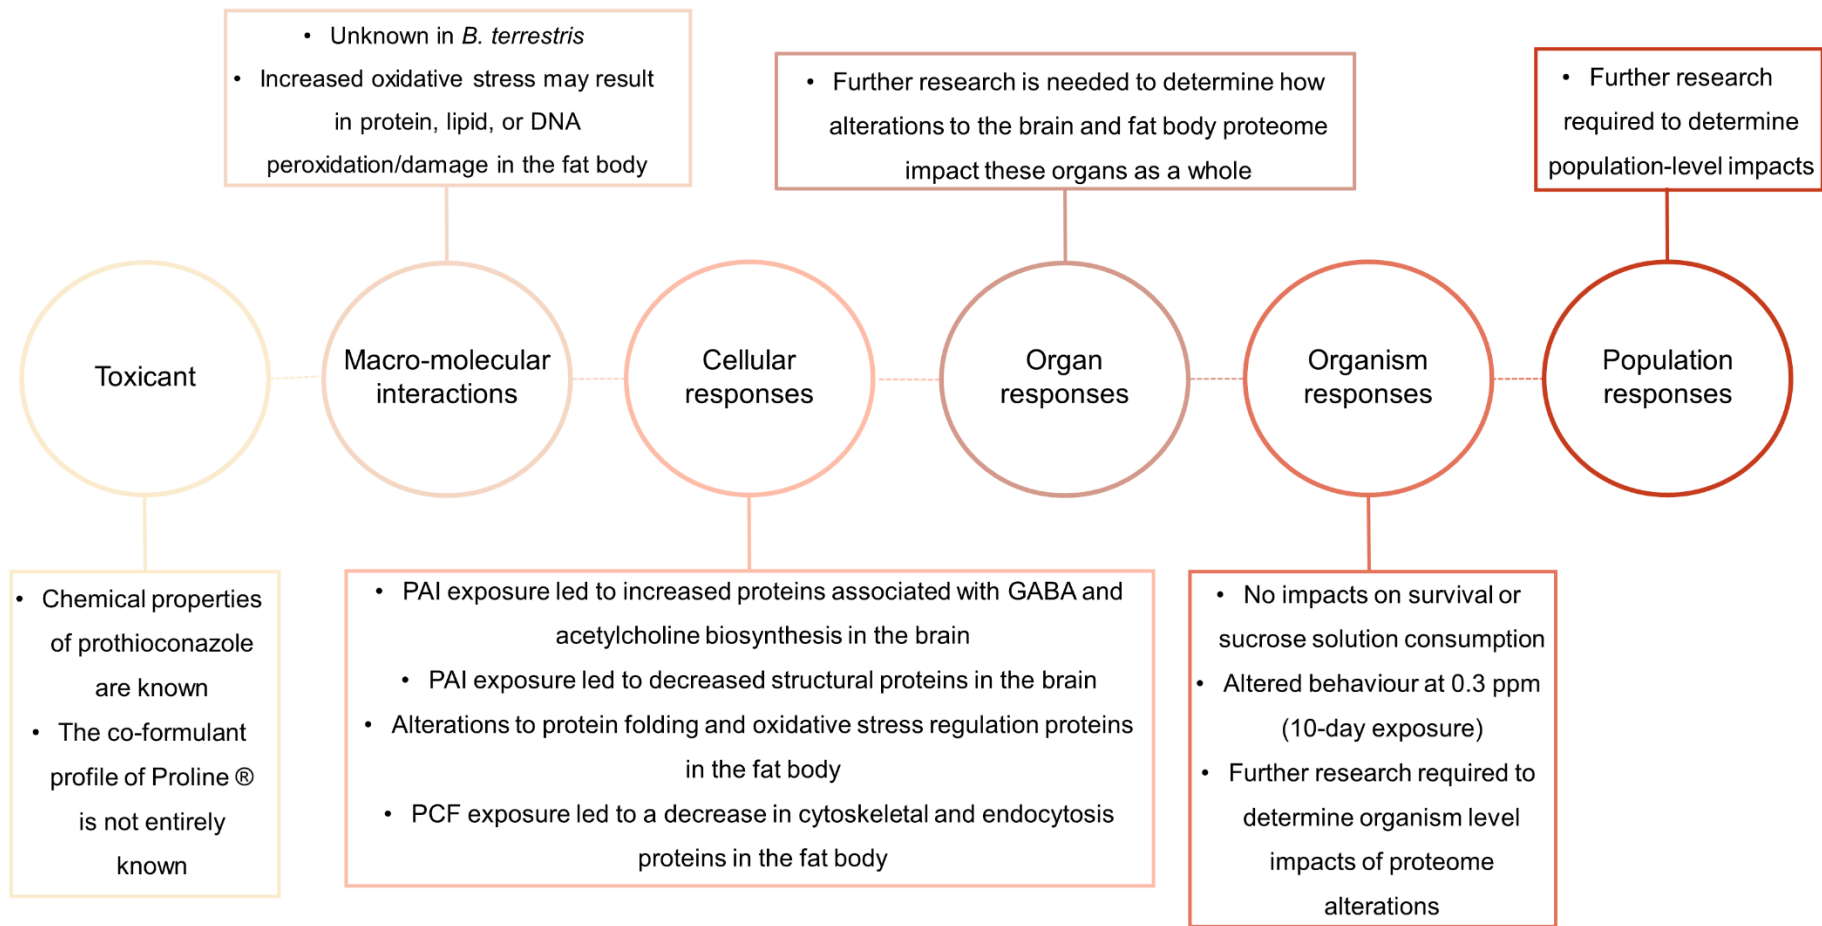 • Unknown in B. terrestris
• Increased oxidative stress may result
in protein, lipid, or DNA
peroxidation/damage in the fat body
• Further research is needed to determine how
alterations to the brain and fat body proteome
impact these organs as a whole
• Further research
required to determine
population-level impacts
Toxicant
Macro-molecular
interactions
Cellular
responses
Organ
responses
Organism
responses
Population
responses
• Chemical properties
of prothioconazole
are known
• The co-formulant
profile of Proline ®
is not entirely
known
• PAI exposure led to increased proteins associated with GABA and
acetylcholine biosynthesis in the brain
• PAI exposure led to decreased structural proteins in the brain
• Alterations to protein folding and oxidative stress regulation proteins
in the fat body
• PCF exposure led to a decrease in cytoskeletal and endocytosis
proteins in the fat body
• No impacts on survival or
sucrose solution consumption
• Altered behaviour at 0.3 ppm
(10-day exposure)
• Further research required to
determine organism level
impacts of proteome
alterations